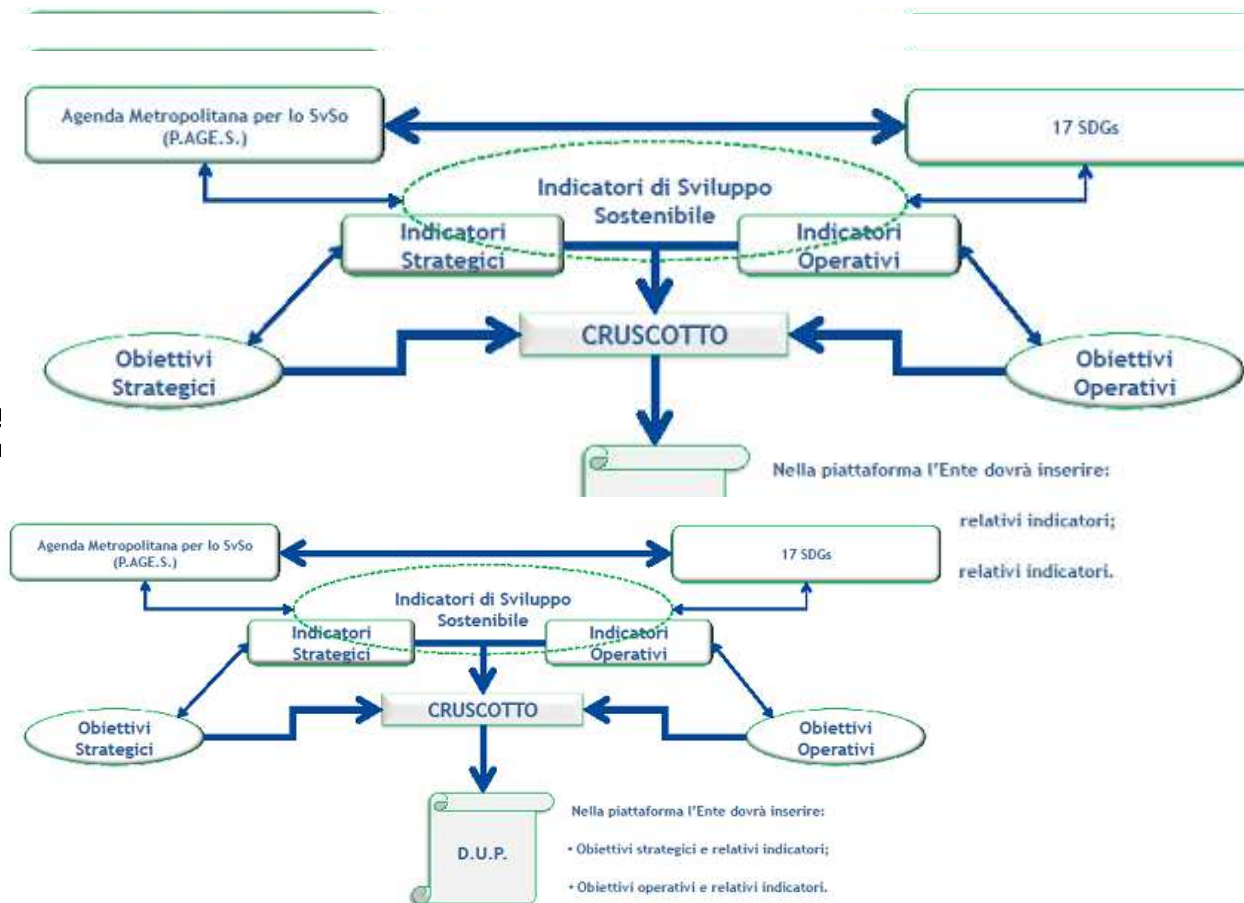 Agenda Metropolitana per lo SvSo
(P.AGE.S.)
17 SDGs
Indicatori di Sviluppo
Sostenibile
Indicatori
Strategici
Indicatori
Operativi
CRUSCOTTO
Obiettivi
Strategici
Obiettivi
Operativi
Nella piattaforma l'Ente dovrà inserire:
relativi indicatori;
relativi indicatori.
Agenda Metropolitana per lo SvSo
(P.AGE.S.)
17 SDGs
Indicatori di Sviluppo
Sostenibile
Indicatori
Strategici
Indicatori
Operativi
CRUSCOTTO
Obiettivi
Strategici
Obiettivi
Operativi
D.U.P.
Nella piattaforma l'Ente dovrà inserire:
• Obiettivi strategici e relativi indicatori;
• Obiettivi operativi e relativi indicatori.